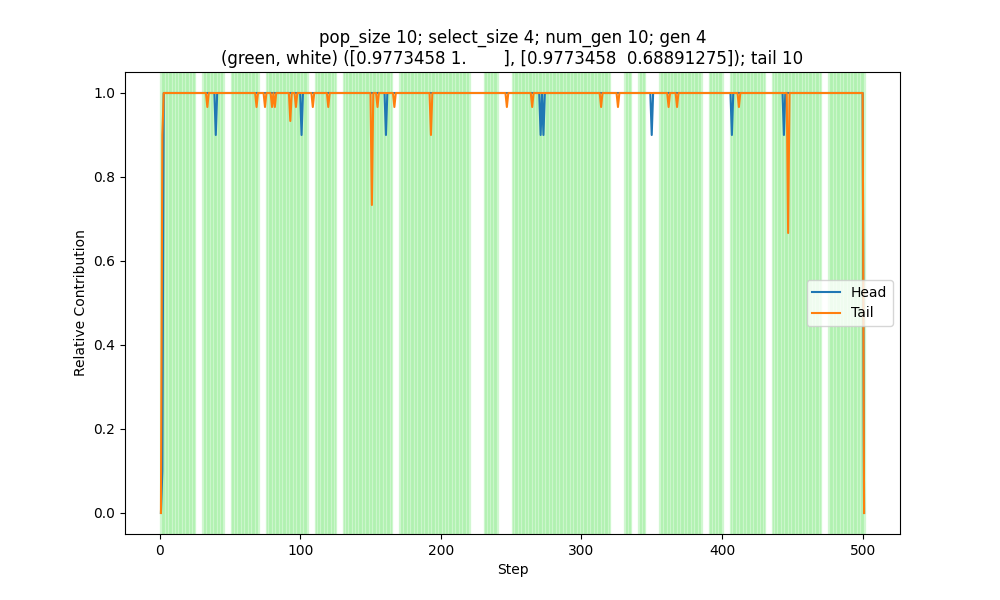 pop_size 10; select_size 4; num_gen 10; gen 4
(green, white) ([0.9773458 1.       ], [0.9773458  0.68891275]); tail 10
1.0
0.8
0.6
0.4
0.2
0.0
Relative Contribution
Head
Tail
0
100
200
300
400
500
Step